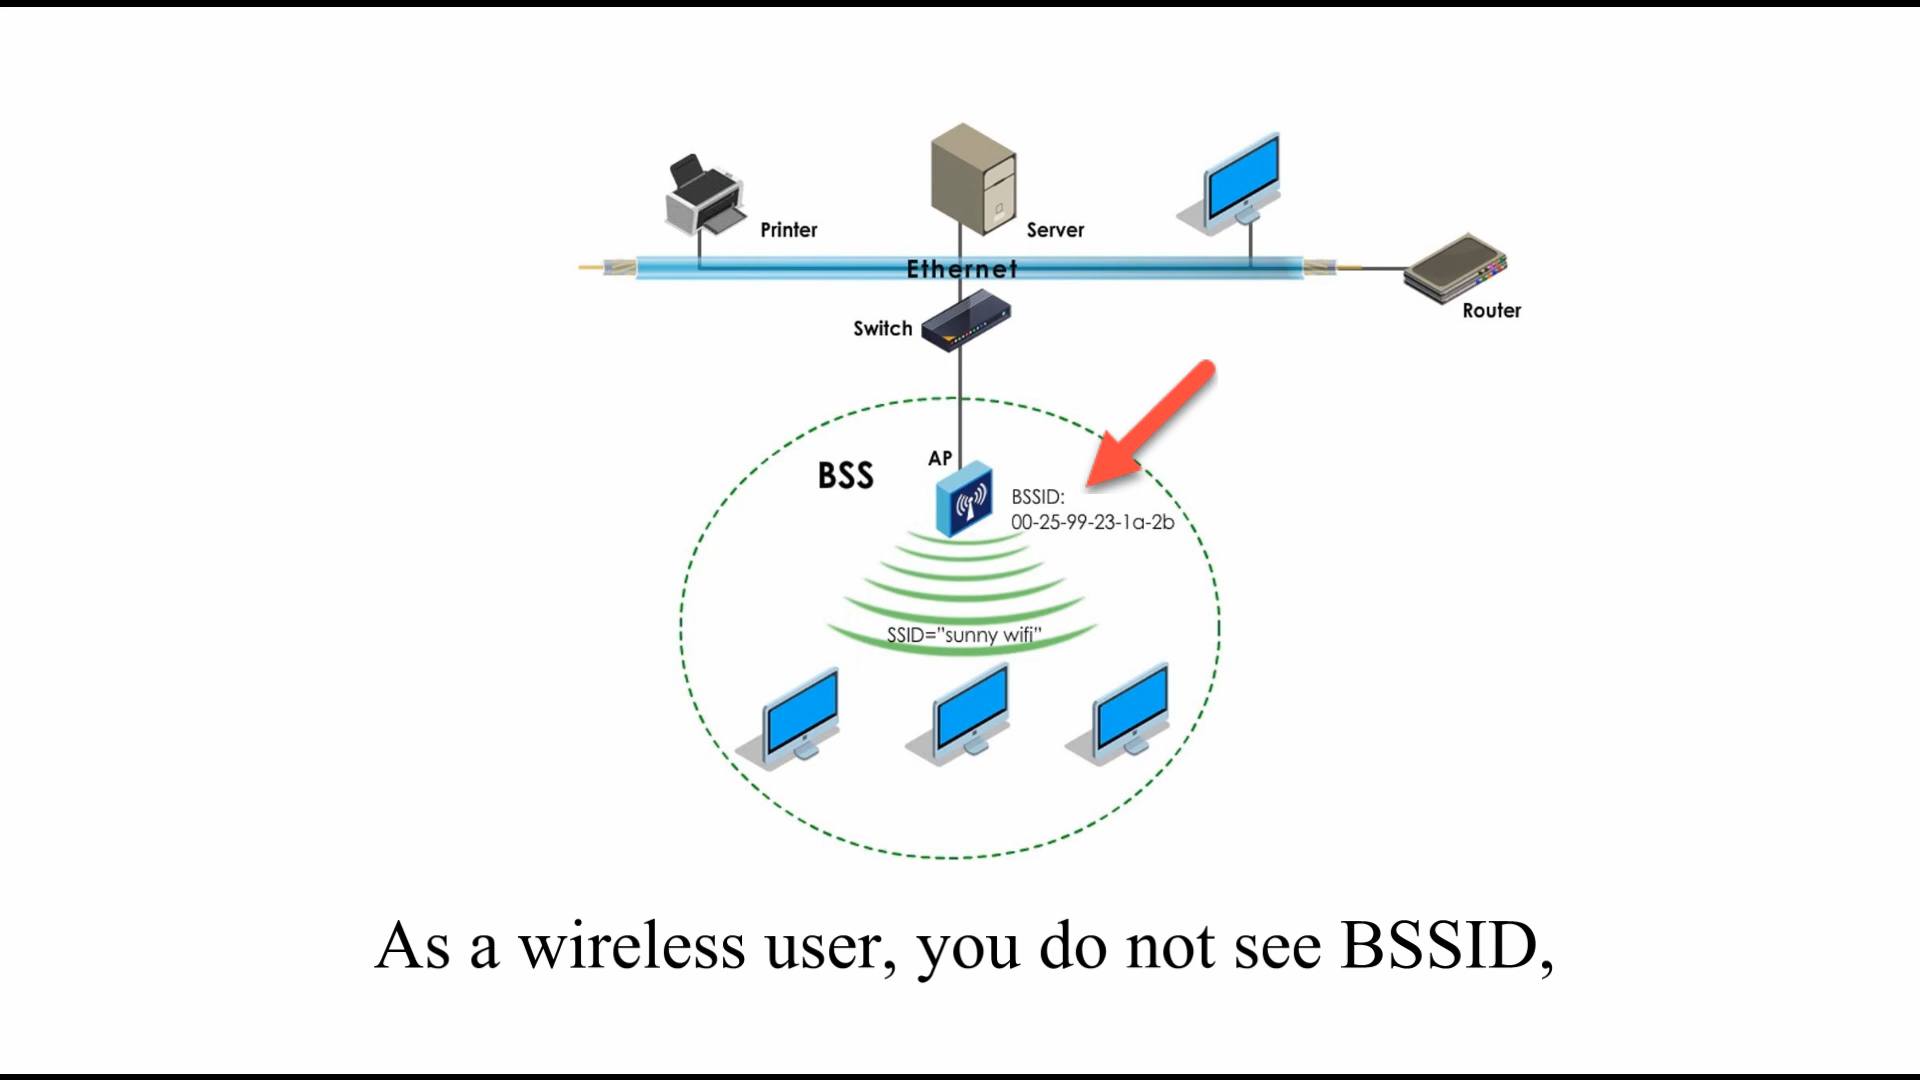 Printer
Server
Ethernet
Router
Switch
AP
BSS
BSSID:
00-25-99-23-1a-2b
SSID="sunny wifi"
As a wireless user, you do not see BSSID,